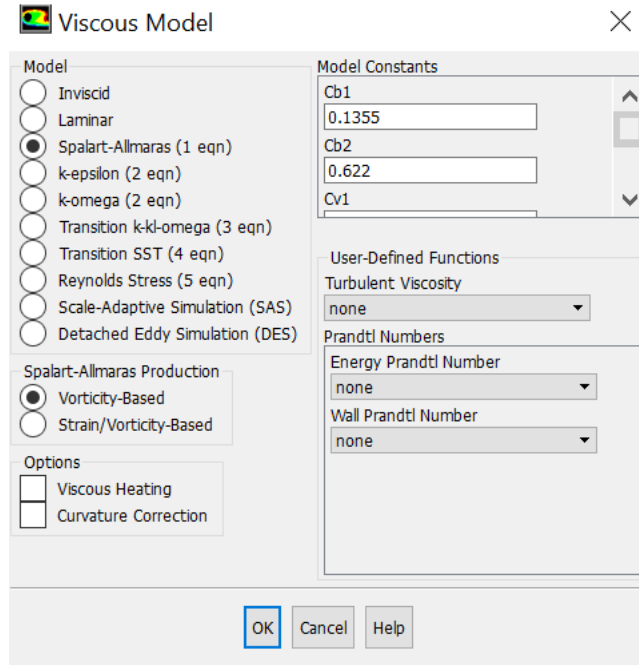 Viscous Model
Model
Inviscid
Laminar
Spalart-Allmaras (1 eqn)
k-epsilon (2 eqn)
k-omega (2 eqn)
Transition k-kl-omega (3 eqn)
Transition SST (4 eqn)
Reynolds Stress (5 eqn)
Scale-Adaptive Simulation (SAS)
Detached Eddy Simulation (DES)
Spalart-Allmaras Production
Vorticity-Based
Strain/Vorticity-Based
Options
Viscous Heating
Curvature Correction
Model Constants
Cb1
0.1355
Cb2
0.622
Cv1
User-Defined Functions
Turbulent Viscosity
none
Prandtl Numbers
Energy Prandtl Number
none
Wall Prandtl Number
none
OK Cancel Help